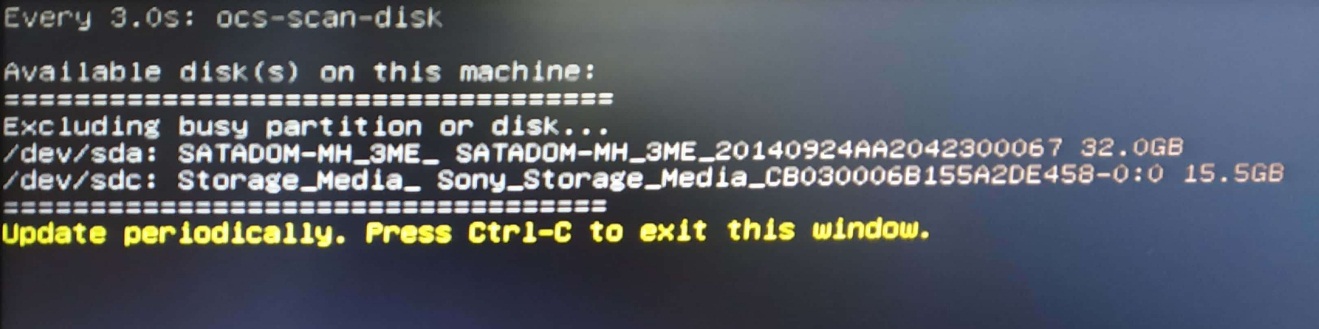 Every 3.0s: ocs-scan-disk
Available disk(s) on this machine:
===================================
Excluding busy partition or disk...
/dev/sda: SATADOM-MH_3ME_ SATADOM-MH_3ME_20140924AA2042300067 32.0GB
/dev/sdc: Storage_Media_ Sony_Storage_Media_CB030006B155A2DE458-0:0 15.5GB
===================================
Update periodically. Press Ctrl-C to exit this window.